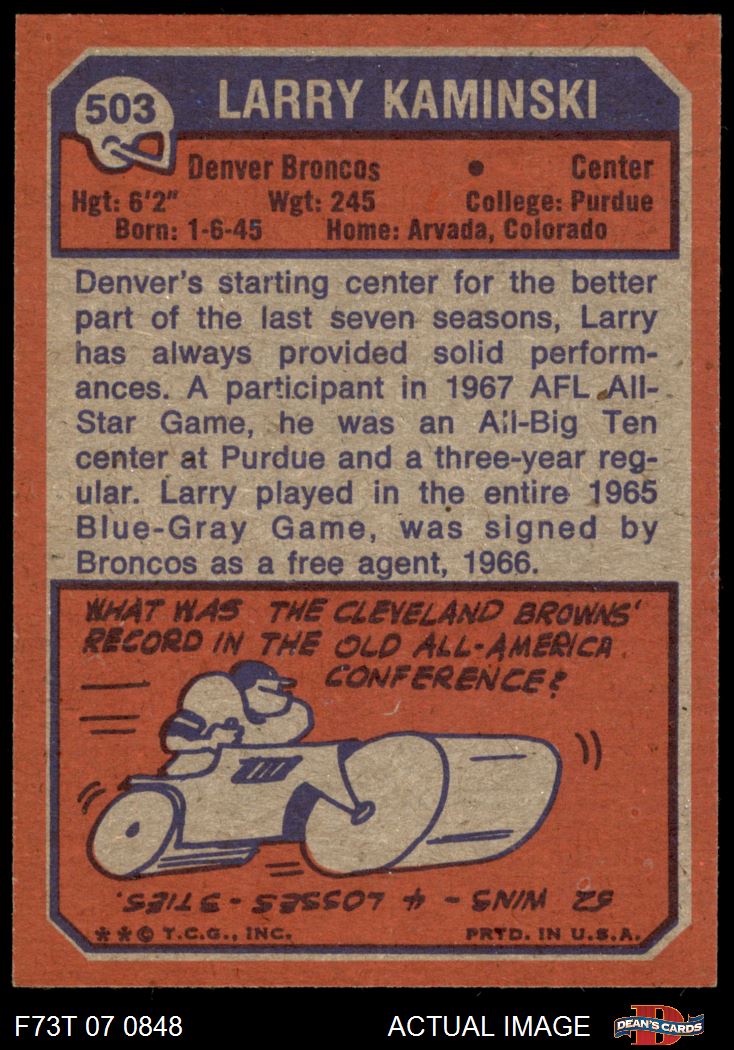 503
LARRY KAMINSKI
Denver Broncos • Center
Hgt: 6'2" Wgt: 245 College: Purdue
Born: 1-6-45 Home: Arvada, Colorado
Denver's starting center for the better
part of the last seven seasons, Larry
has always provided solid perform-
ances. A participant in 1967 AFL All-
Star Game, he was an All-Big Ten
center at Purdue and a three-year reg-
ular. Larry played in the entire 1965
Blue-Gray Game, was signed by
Broncos as a free agent, 1966.
WHAT WAS THE CLEVELAND BROWNS'
RECORD IN THE OLD ALL-AMERICA
CONFERENCE?
52 WINS - 4 LOSSES - 3 TIES.
**© T.C.G., INC. PRTD. IN U.S.A.
F73T 07 0848 ACTUAL IMAGE
D
DEAN'S CARDS